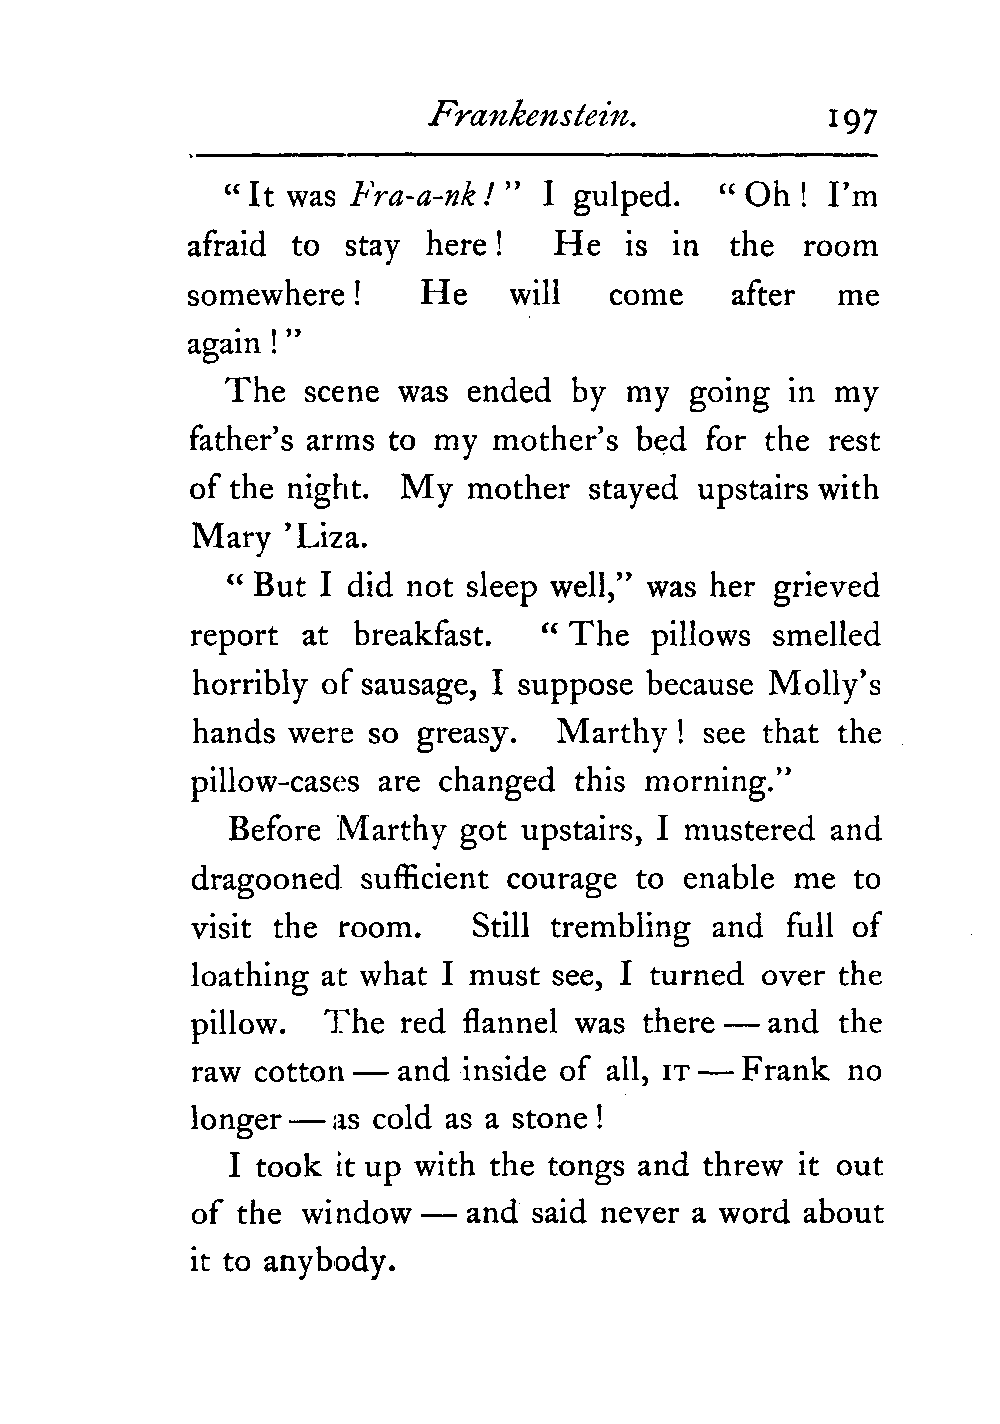 Frankenstein. 197
“It was Fra-a-nk!” I gulped. “Oh! I’m
afraid to stay here! He is in the room
somewhere! He will come after me
again!”
The scene was ended by my going in my
father’s arms to my mother’s bed for the rest
of the night. My mother stayed upstairs with
Mary ’Liza.
“But I did not sleep well,” was her grieved
report at breakfast. “The pillows smelled
horribly of sausage, I suppose because Molly’s
hands were so greasy. Marthy! see that the
pillow-cases are changed this morning.”
Before Marthy got upstairs, I mustered and
dragooned sufficient courage to enable me to
visit the room. Still trembling and full of
loathing at what I must see, I turned over the
pillow. The red flannel was there — and the
raw cotton — and inside of all, IT — Frank no
longer — as cold as a stone!
I took it up with the tongs and threw it out
of the window — and said never a word about
it to anybody.